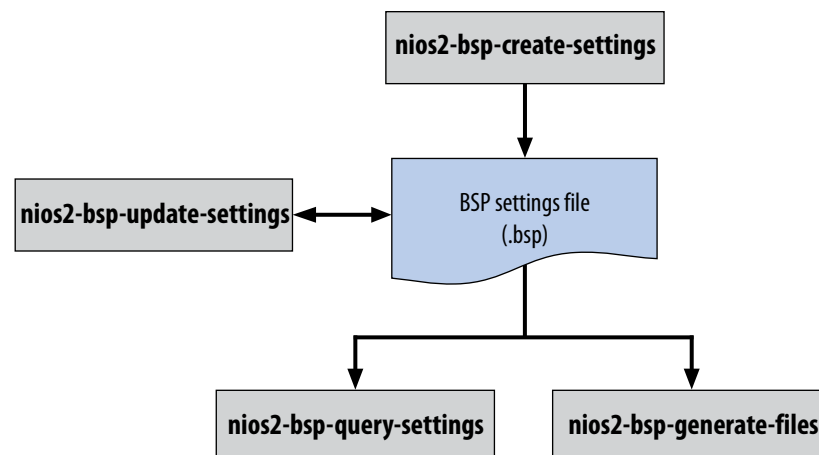 nios2-bsp-create-settings
nios2-bsp-update-settings
BSP settings file
(.bsp)
nios2-bsp-query-settings
nios2-bsp-generate-files